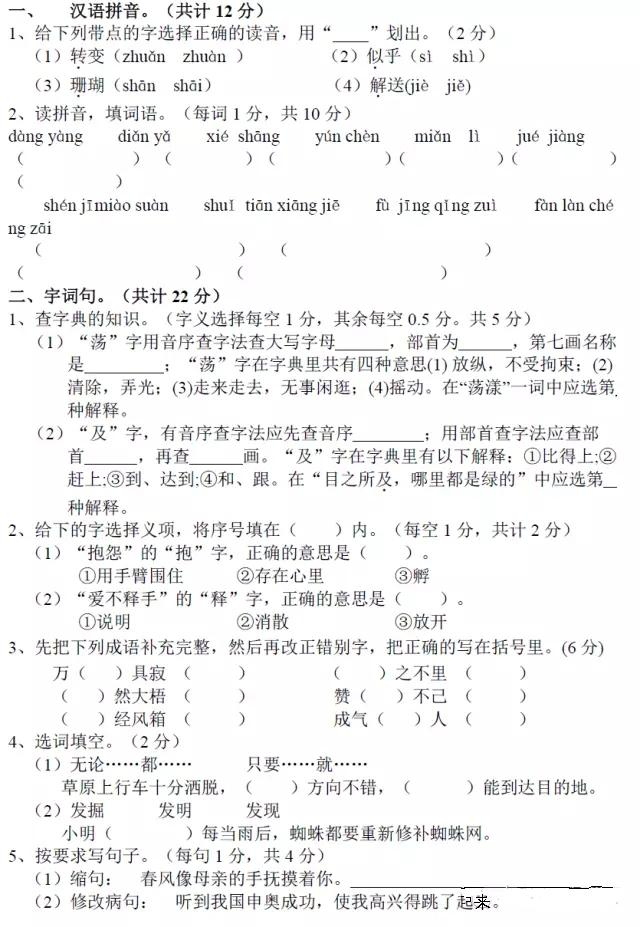 一、 汉语拼音。(共计 12 分)
1、给下列带点的字选择正确的读音，用“____”划出。（2 分）
（1）转变（zhuǎn zhuàn ） （2）似乎（sì shì）
（3）珊瑚（shān shāi） （4）解送(jiè jiě)
2、读拼音，填词语。（每词 1 分，共 10 分）
dàng yàng diǎn yǎ xié shāng yún chèn miǎn lì jué jiàng
（ ） （ ）（ ）（ ）（ ）
（ ）
shén jī miào suàn shuǐ tiān xiāng jiē fù jīng qǐng zuì fàn làn ché
ng zāi
（ ） （ ）
（ ） （ ）
二、字词句。（共计 22 分）
1、查字典的知识。（字义选择每空 1 分，其余每空 0.5 分。共 5 分）
（1）“荡”字用音序查字法查大写字母______，部首为______，第七画名称
是_________；“荡”字在字典里共有四种意思(1) 放纵，不受拘束；(2)
清除，弄光；(3)走来走去，无事闲逛；(4)摇动。在“荡漾”一词中应选第
种解释。
（2）“及”字，有音序查字法应先查音序________；用部首查字法应查部
首______，再查______画。“及”字在字典里有以下解释：①比得上;②
赶上;③到、达到;④和、跟。在“目之所及，哪里都是绿的”中应选第__
种解释。
2、给下的字选择义项，将序号填在（ ）内。（每空 1 分，共计 2 分）
（1）“抱怨”的“抱”字，正确的意思是（ ）。
①用手臂围住 ②存在心里 ③孵
（2）“爱不释手”的“释”字，正确的意思是（ ）。
①说明 ②消散 ③放开
3、先把下列成语补充完整，然后再改正错别字，把正确的写在括号里。(6 分)
万（ ）具寂 （ ） （ ）之不里 （ ）
（ ）然大梧 （ ） 赞（ ）不己 （ ）
（ ）经风箱 （ ） 成气（ ）人 （ ）
4、选词填空。（2 分）
（1）无论……都…… 只要……就……
草原上行车十分洒脱，（ ）方向不错，（ ）能到达目的地。
（2）发掘 发明 发现
小明（ ）每当雨后，蜘蛛都要重新修补蜘蛛网。
5、按要求写句子。（每句 1 分，共 4 分）
（1）缩句： 春风像母亲的手抚摸着你。____________________
（2）修改病句： 听到我国申奥成功，使我高兴得跳了起来。